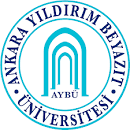 ANKARA YILDIRIM BEYAZIT
· ÜNİVERSİTESİ ·
AYBÜ